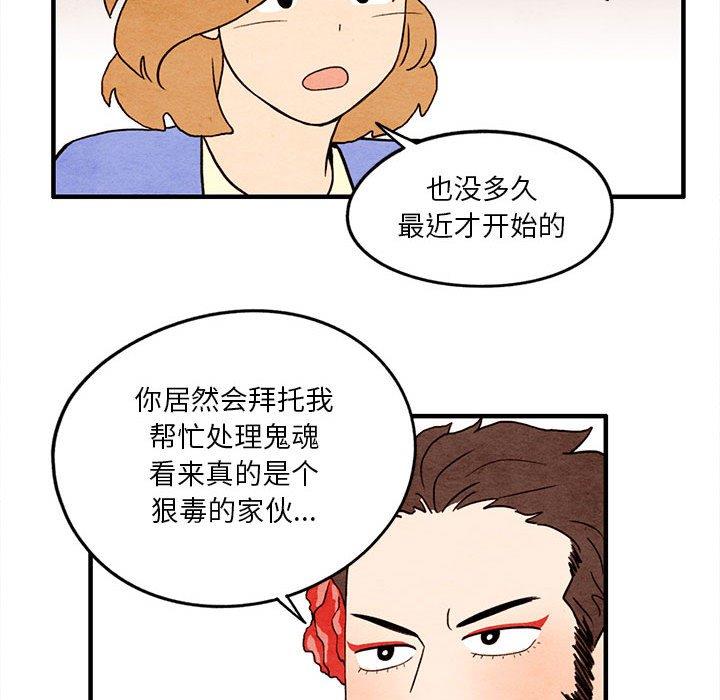 也没多久
最近才开始的
你居然会拜托我
帮忙处理鬼魂
看来真的是个
狠毒的家伙...